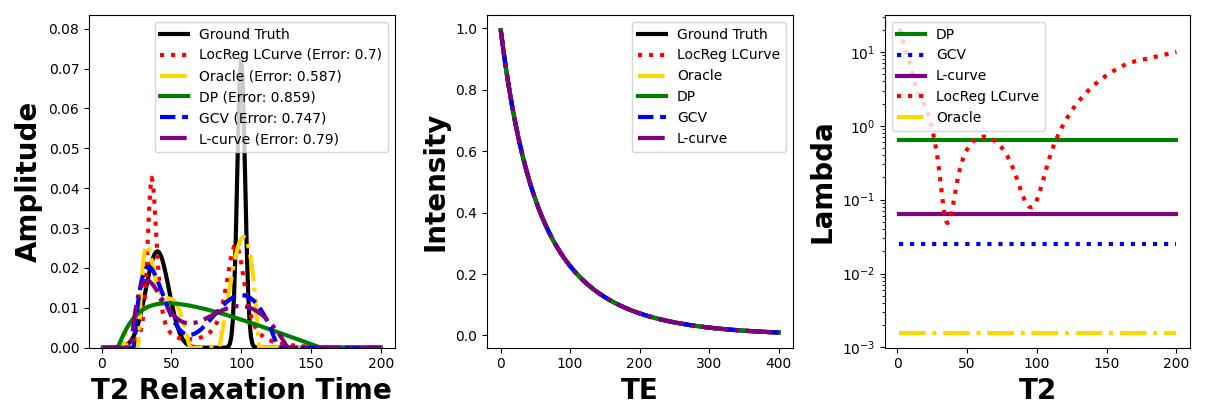 0.08
0.07
0.06
0.05
0.04
0.03
0.02
0.01
0.00
Amplitude
0
50
100
150
200
T2 Relaxation Time
Ground Truth
LocReg LCurve (Error: 0.7)
Oracle (Error: 0.587)
DP (Error: 0.859)
GCV (Error: 0.747)
L-curve (Error: 0.79)
1.0
0.8
0.6
0.4
0.2
0.0
Intensity
0
100
200
300
400
TE
Ground Truth
LocReg LCurve
Oracle
DP
GCV
L-curve
10¹
10⁰
10⁻¹
10⁻²
10⁻³
Lambda
0
50
100
150
200
T2
DP
GCV
L-curve
LocReg LCurve
Oracle